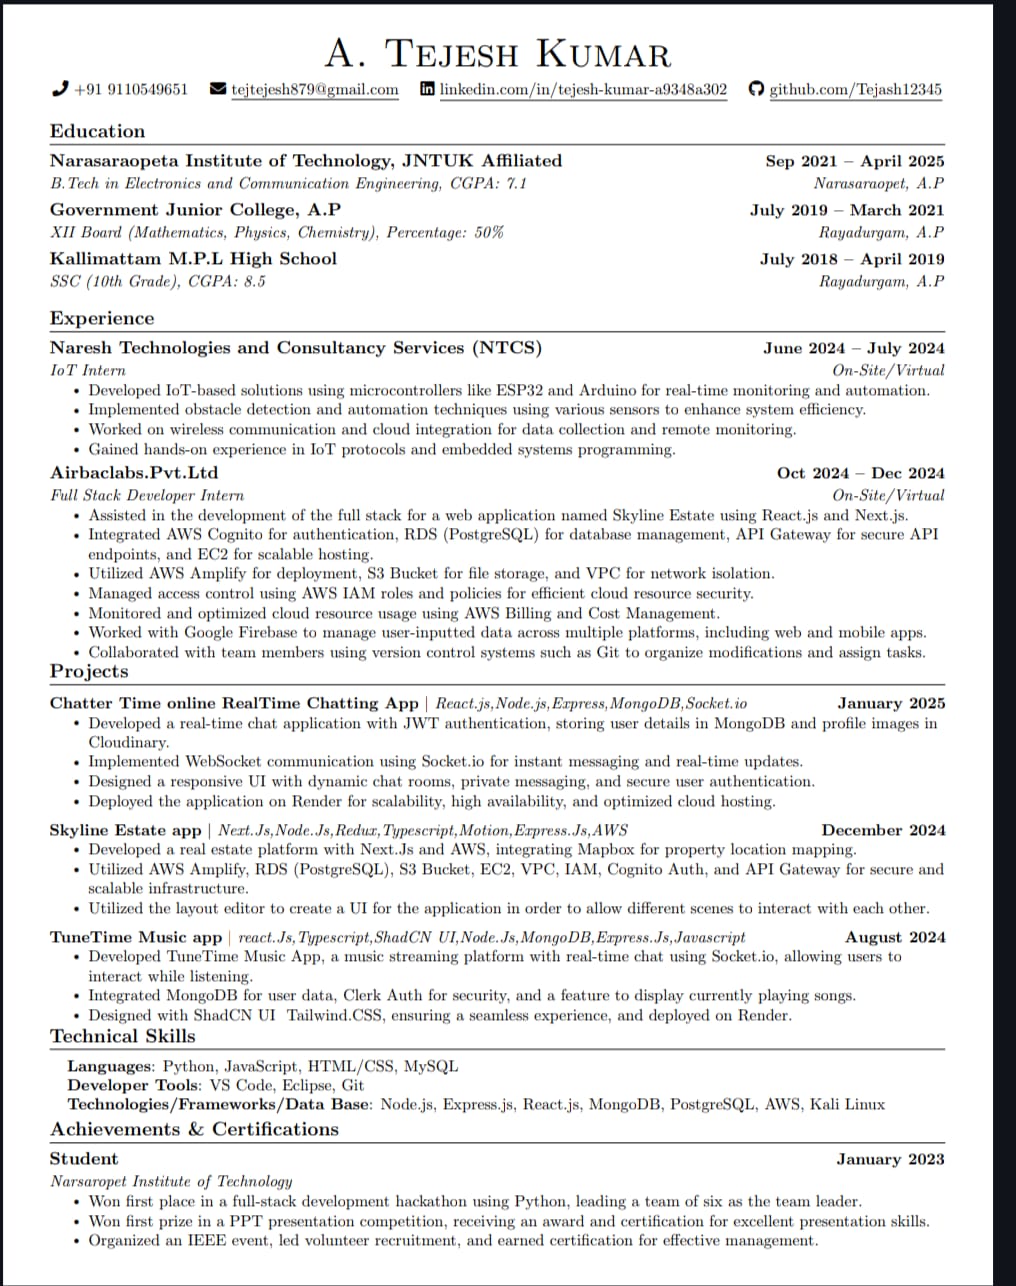 A. Tejesh Kumar
+91 9110549651 tejtejesh879@gmail.com linkedin.com/in/tejesh-kumar-a9348a302 github.com/Tejash12345
Education
Narasaraopeta Institute of Technology, JNTUK Affiliated Sep 2021 – April 2025
B.Tech in Electronics and Communication Engineering, CGPA: 7.1 Narasaraopet, A.P
Government Junior College, A.P July 2019 – March 2021
XII Board (Mathematics, Physics, Chemistry), Percentage: 50% Rayadurgam, A.P
Kallimattam M.P.L High School July 2018 – April 2019
SSC (10th Grade), CGPA: 8.5 Rayadurgam, A.P
Experience
Naresh Technologies and Consultancy Services (NTCS) June 2024 – July 2024
IoT Intern On-Site/Virtual
• Developed IoT-based solutions using microcontrollers like ESP32 and Arduino for real-time monitoring and automation.
• Implemented obstacle detection and automation techniques using various sensors to enhance system efficiency.
• Worked on wireless communication and cloud integration for data collection and remote monitoring.
• Gained hands-on experience in IoT protocols and embedded systems programming.
Airbaclabs.Pvt.Ltd Oct 2024 – Dec 2024
Full Stack Developer Intern On-Site/Virtual
• Assisted in the development of the full stack for a web application named Skyline Estate using React.js and Next.js.
• Integrated AWS Cognito for authentication, RDS (PostgreSQL) for database management, API Gateway for secure API
endpoints, and EC2 for scalable hosting.
• Utilized AWS Amplify for deployment, S3 Bucket for file storage, and VPC for network isolation.
• Managed access control using AWS IAM roles and policies for efficient cloud resource security.
• Monitored and optimized cloud resource usage using AWS Billing and Cost Management.
• Worked with Google Firebase to manage user-inputted data across multiple platforms, including web and mobile apps.
• Collaborated with team members using version control systems such as Git to organize modifications and assign tasks.
Projects
Chatter Time online RealTime Chatting App | React.js,Node.js,Express,MongoDB,Socket.io January 2025
• Developed a real-time chat application with JWT authentication, storing user details in MongoDB and profile images in
Cloudinary.
• Implemented WebSocket communication using Socket.io for instant messaging and real-time updates.
• Designed a responsive UI with dynamic chat rooms, private messaging, and secure user authentication.
• Deployed the application on Render for scalability, high availability, and optimized cloud hosting.
Skyline Estate app | Next.Js,Node.Js,Redux,Typescript,Motion,Express.Js,AWS December 2024
• Developed a real estate platform with Next.Js and AWS, integrating Mapbox for property location mapping.
• Utilized AWS Amplify, RDS (PostgreSQL), S3 Bucket, EC2, VPC, IAM, Cognito Auth, and API Gateway for secure and
scalable infrastructure.
• Utilized the layout editor to create a UI for the application in order to allow different scenes to interact with each other.
TuneTime Music app | react.Js,Typescript,ShadCN UI,Node.Js,MongoDB,Express.Js,Javascript August 2024
• Developed TuneTime Music App, a music streaming platform with real-time chat using Socket.io, allowing users to
interact while listening.
• Integrated MongoDB for user data, Clerk Auth for security, and a feature to display currently playing songs.
• Designed with ShadCN UI Tailwind.CSS, ensuring a seamless experience, and deployed on Render.
Technical Skills
Languages: Python, JavaScript, HTML/CSS, MySQL
Developer Tools: VS Code, Eclipse, Git
Technologies/Frameworks/Data Base: Node.js, Express.js, React.js, MongoDB, PostgreSQL, AWS, Kali Linux
Achievements & Certifications
Student January 2023
Narsaropet Institute of Technology
• Won first place in a full-stack development hackathon using Python, leading a team of six as the team leader.
• Won first prize in a PPT presentation competition, receiving an award and certification for excellent presentation skills.
• Organized an IEEE event, led volunteer recruitment, and earned certification for effective management.